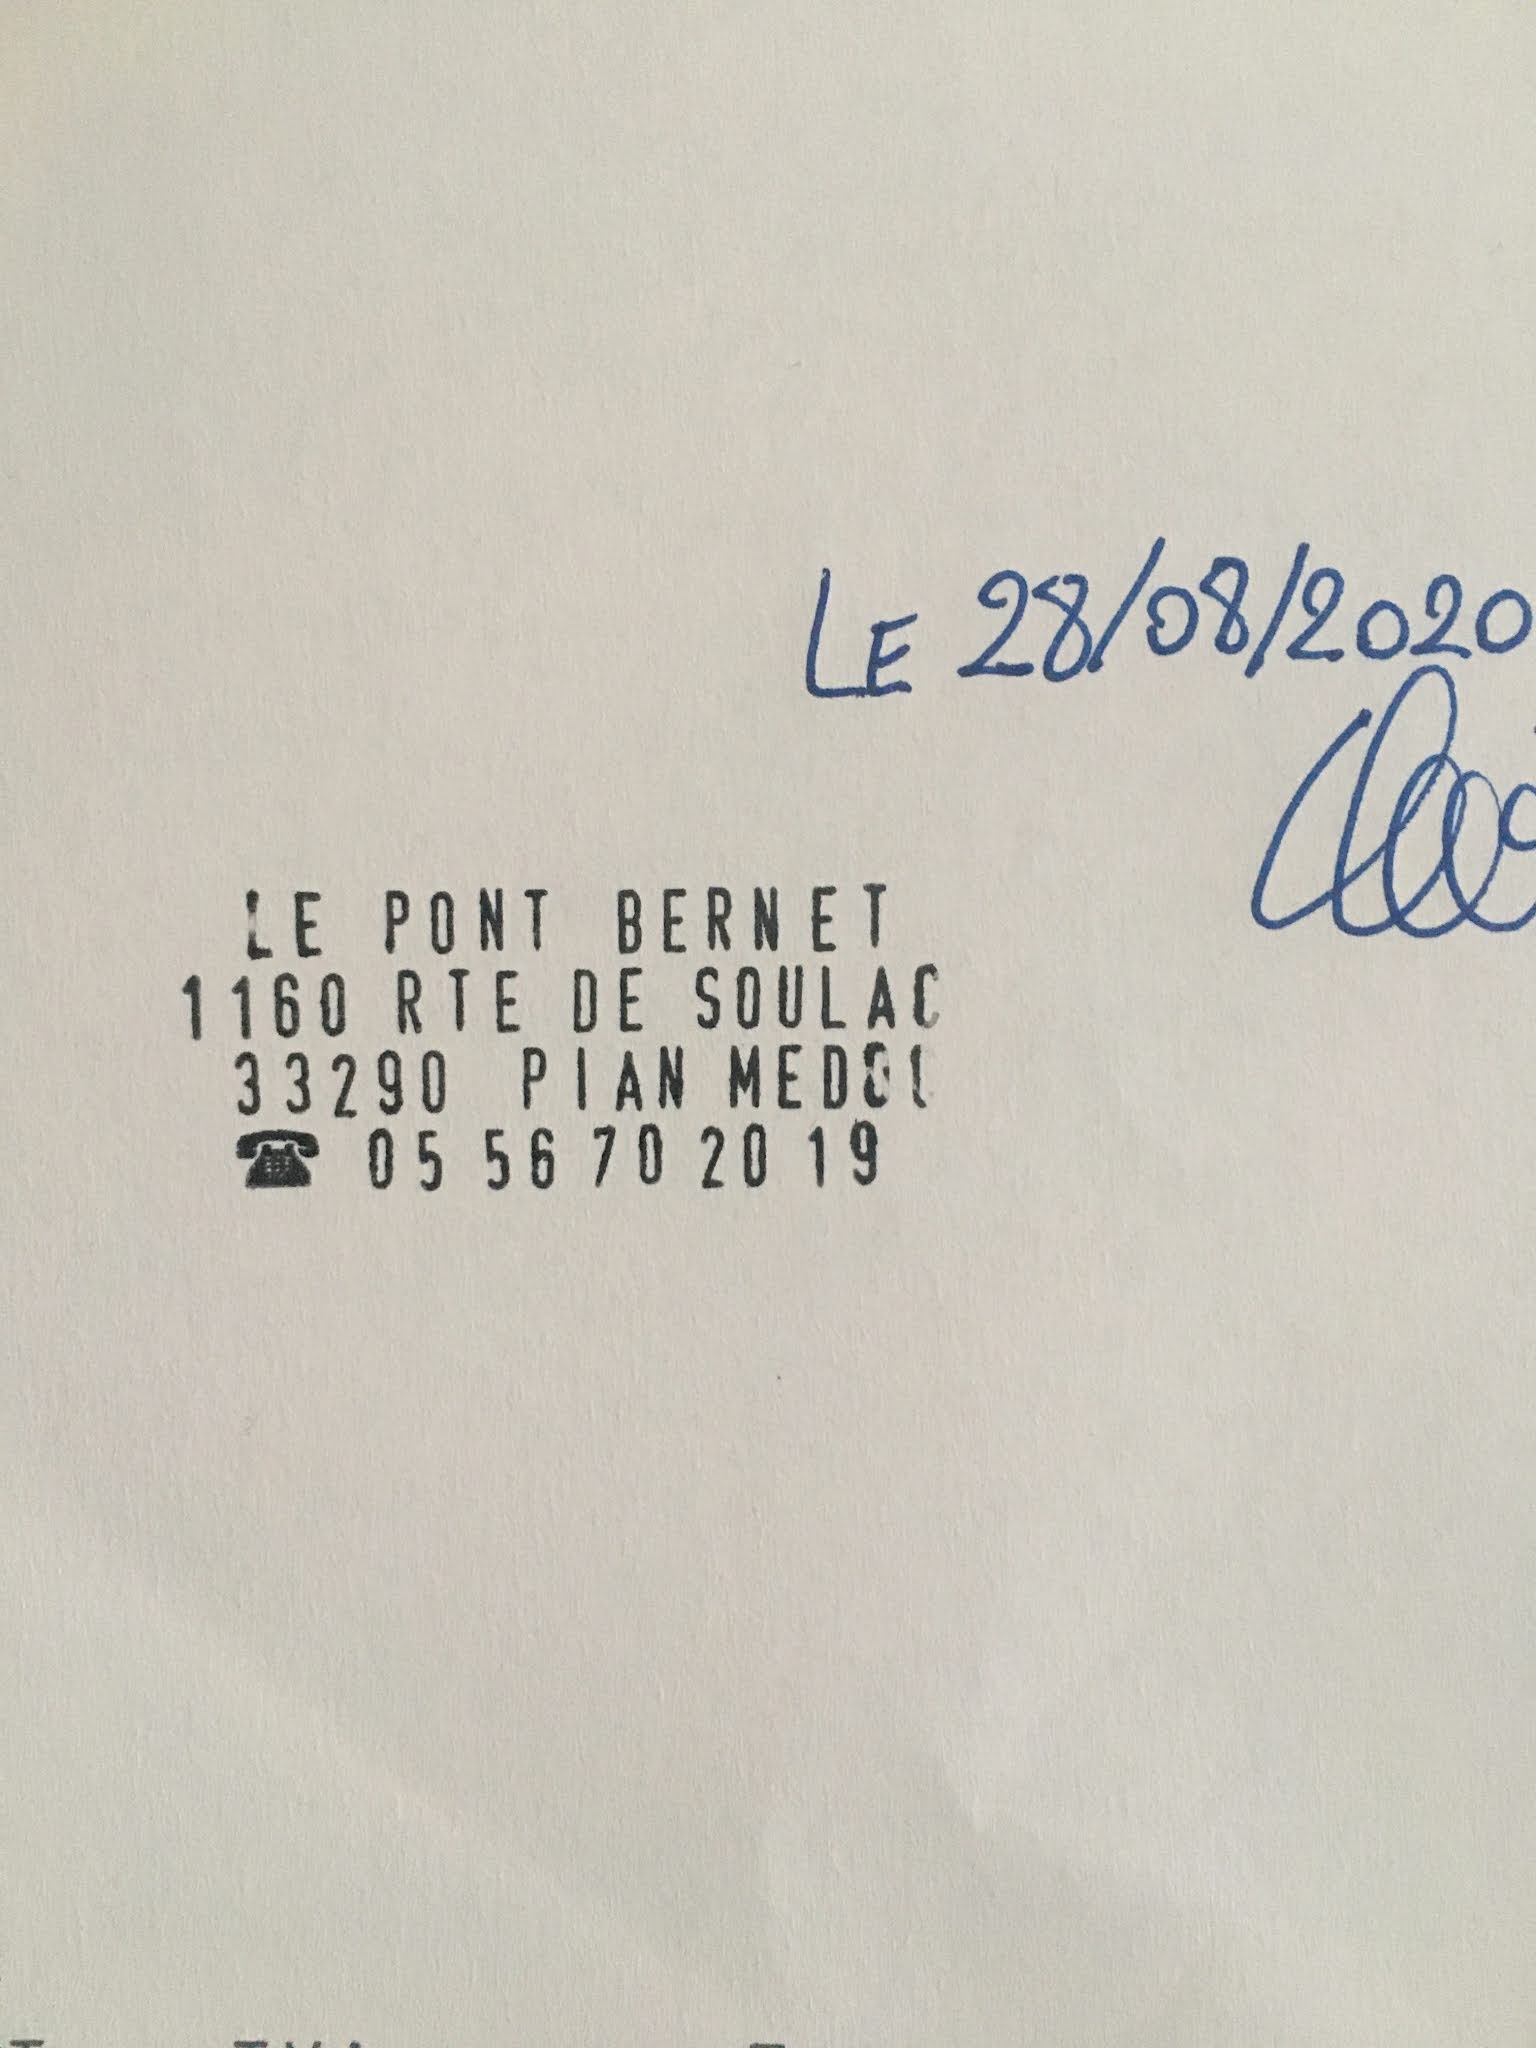 LE 28/08/2020
LE PONT BERNET
1160 RTE DE SOULAC
33290 PIAN MEDOC
☎ 05 56 70 20 19